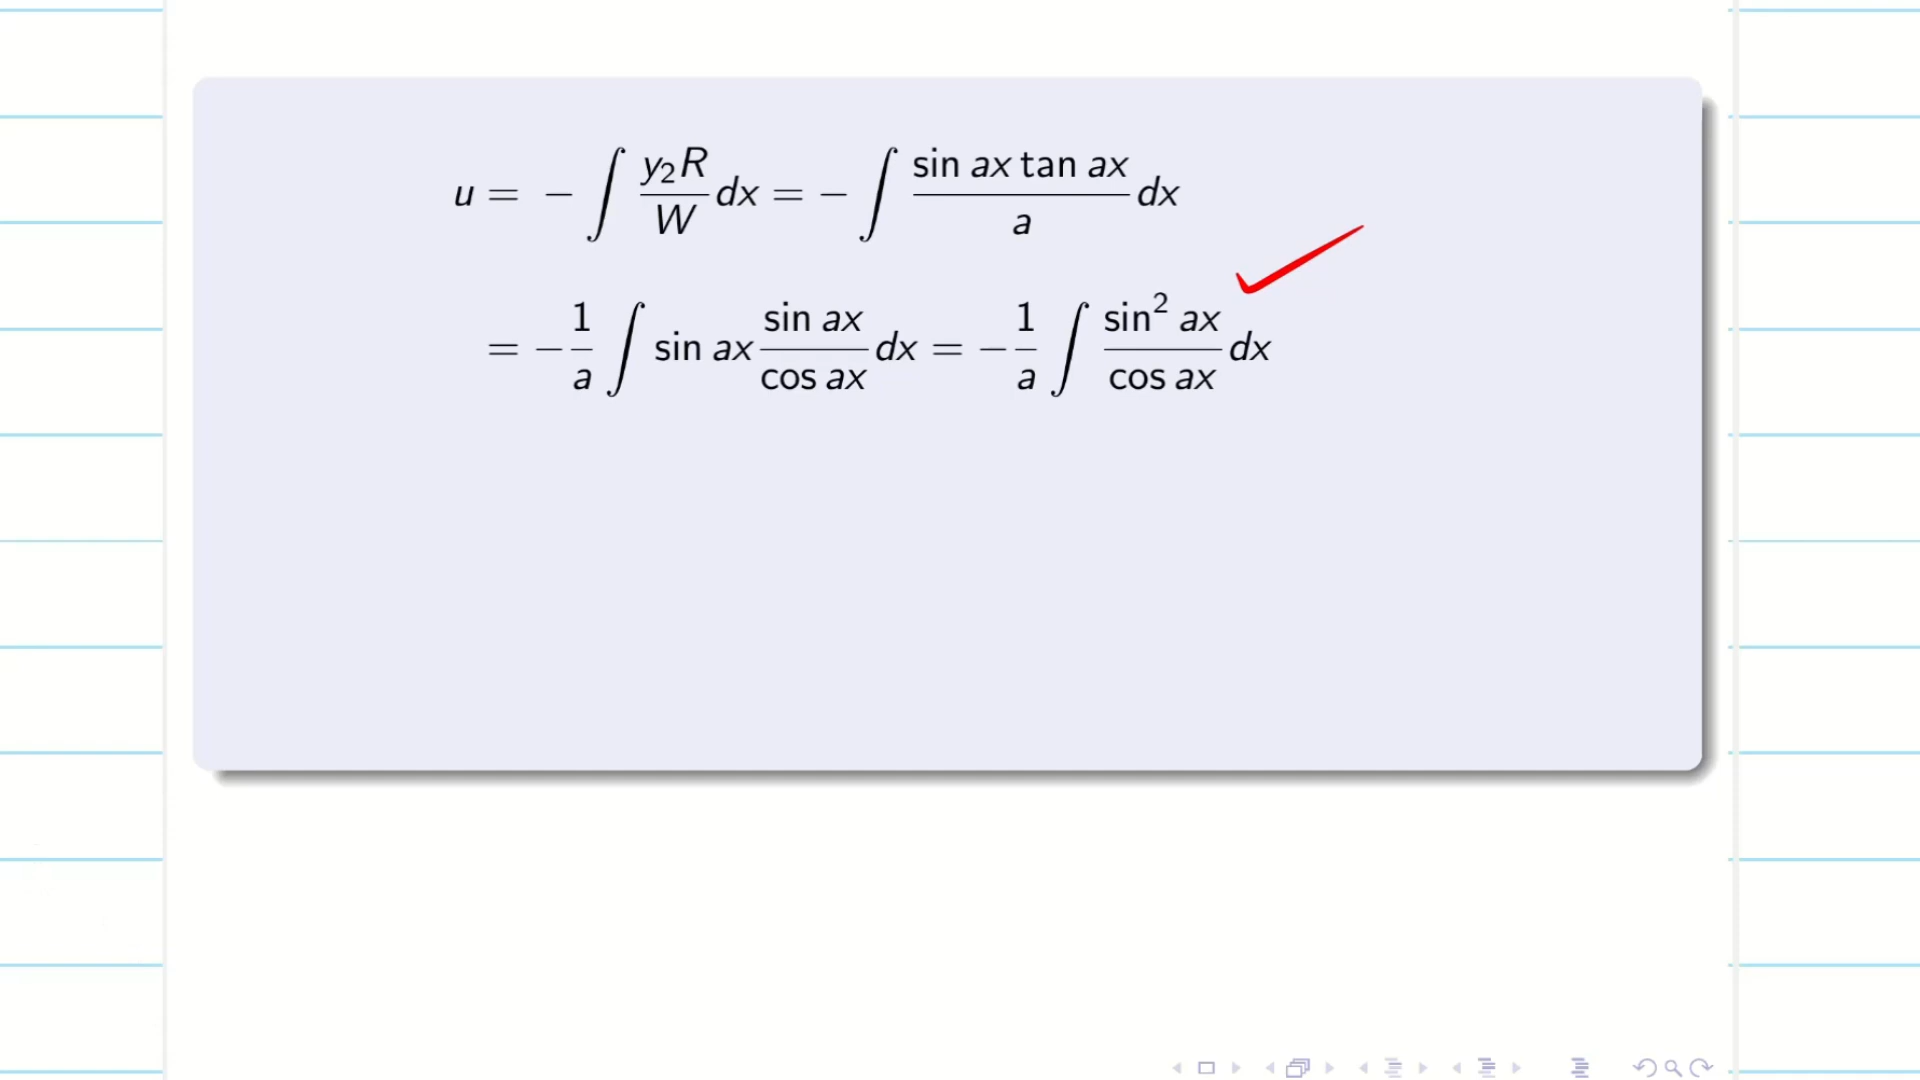 u = − ∫ y₂R/W dx = − ∫ sin ax tan ax / a dx
= − 1/a ∫ sin ax sin ax / cos ax dx = − 1/a ∫ sin² ax / cos ax dx